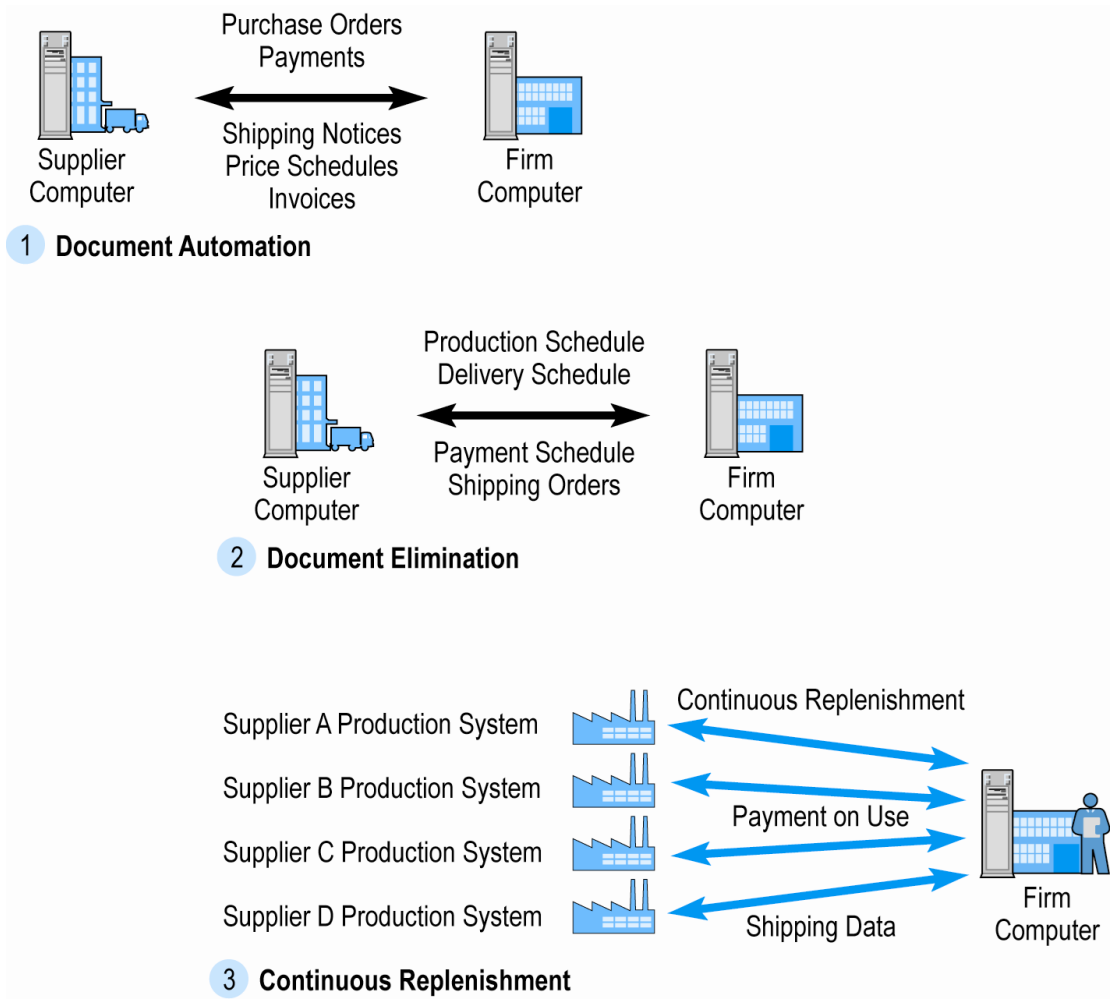 Purchase Orders
Payments
Shipping Notices
Price Schedules
Invoices
Supplier
Computer
Firm
Computer
1 Document Automation
Production Schedule
Delivery Schedule
Payment Schedule
Shipping Orders
Supplier
Computer
Firm
Computer
2 Document Elimination
Continuous Replenishment
Supplier A Production System
Supplier B Production System
Payment on Use
Supplier C Production System
Supplier D Production System
Shipping Data
Firm
Computer
3 Continuous Replenishment